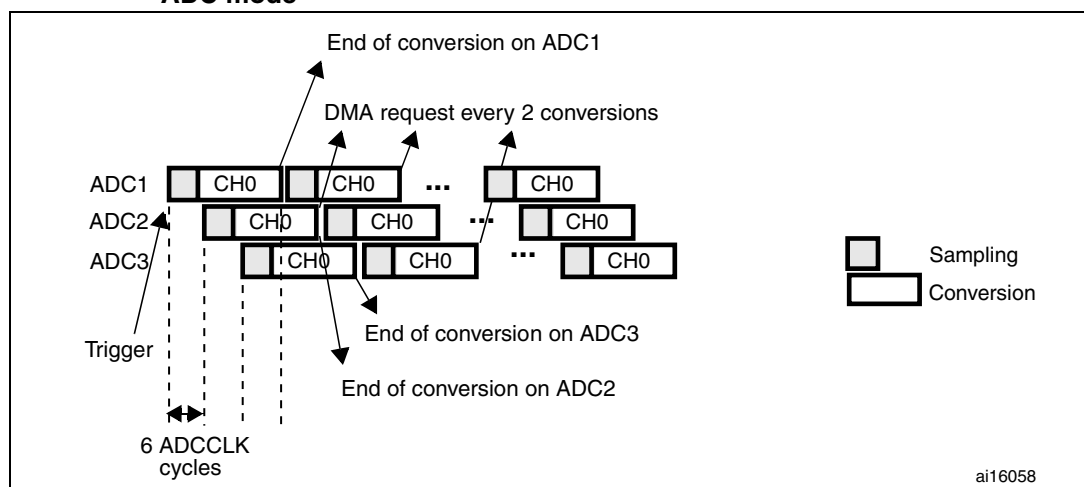 ADC mode
End of conversion on ADC1
DMA request every 2 conversions
ADC1 CH0 CH0 ... CH0
ADC2 CH0 CH0 ... CH0
ADC3 CH0 CH0 ... CH0
Sampling
Conversion
End of conversion on ADC3
Trigger
End of conversion on ADC2
6 ADCCLK
cycles
ai16058